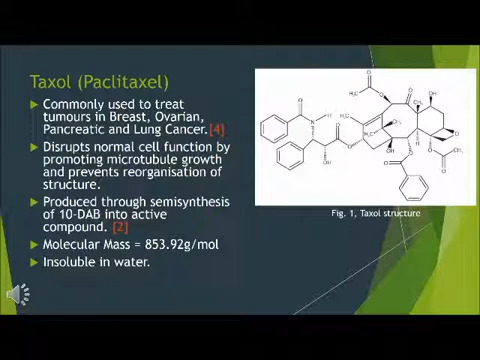 Taxol (Paclitaxel)
Commonly used to treat
tumours in Breast, Ovarian,
Pancreatic and Lung Cancer.[4]
Disrupts normal cell function by
promoting microtubule growth
and prevents reorganisation of
structure.
Produced through semisynthesis
of 10-DAB into active
compound. [2]
Molecular Mass = 853.92g/mol
Insoluble in water.
Fig. 1, Taxol structure